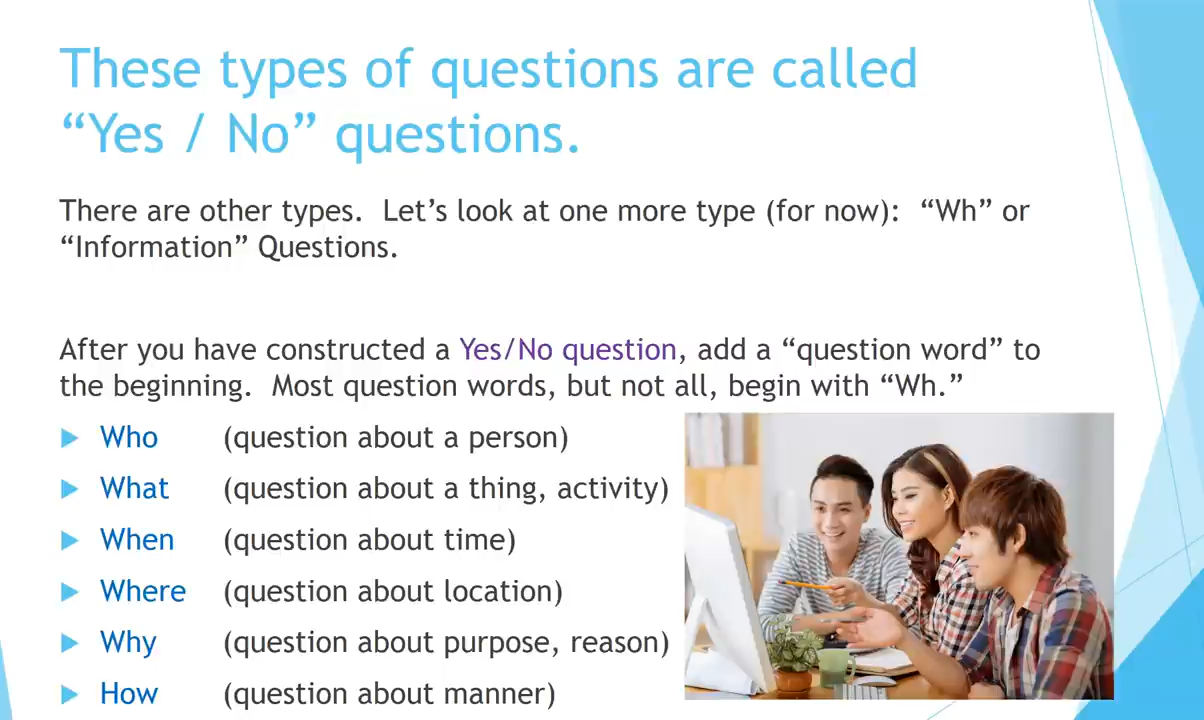 These types of questions are called
“Yes / No” questions.
There are other types.  Let’s look at one more type (for now):  “Wh” or
“Information” Questions.
After you have constructed a Yes/No question, add a “question word” to
the beginning.  Most question words, but not all, begin with “Wh.”
Who (question about a person)
What (question about a thing, activity)
When (question about time)
Where (question about location)
Why (question about purpose, reason)
How (question about manner)